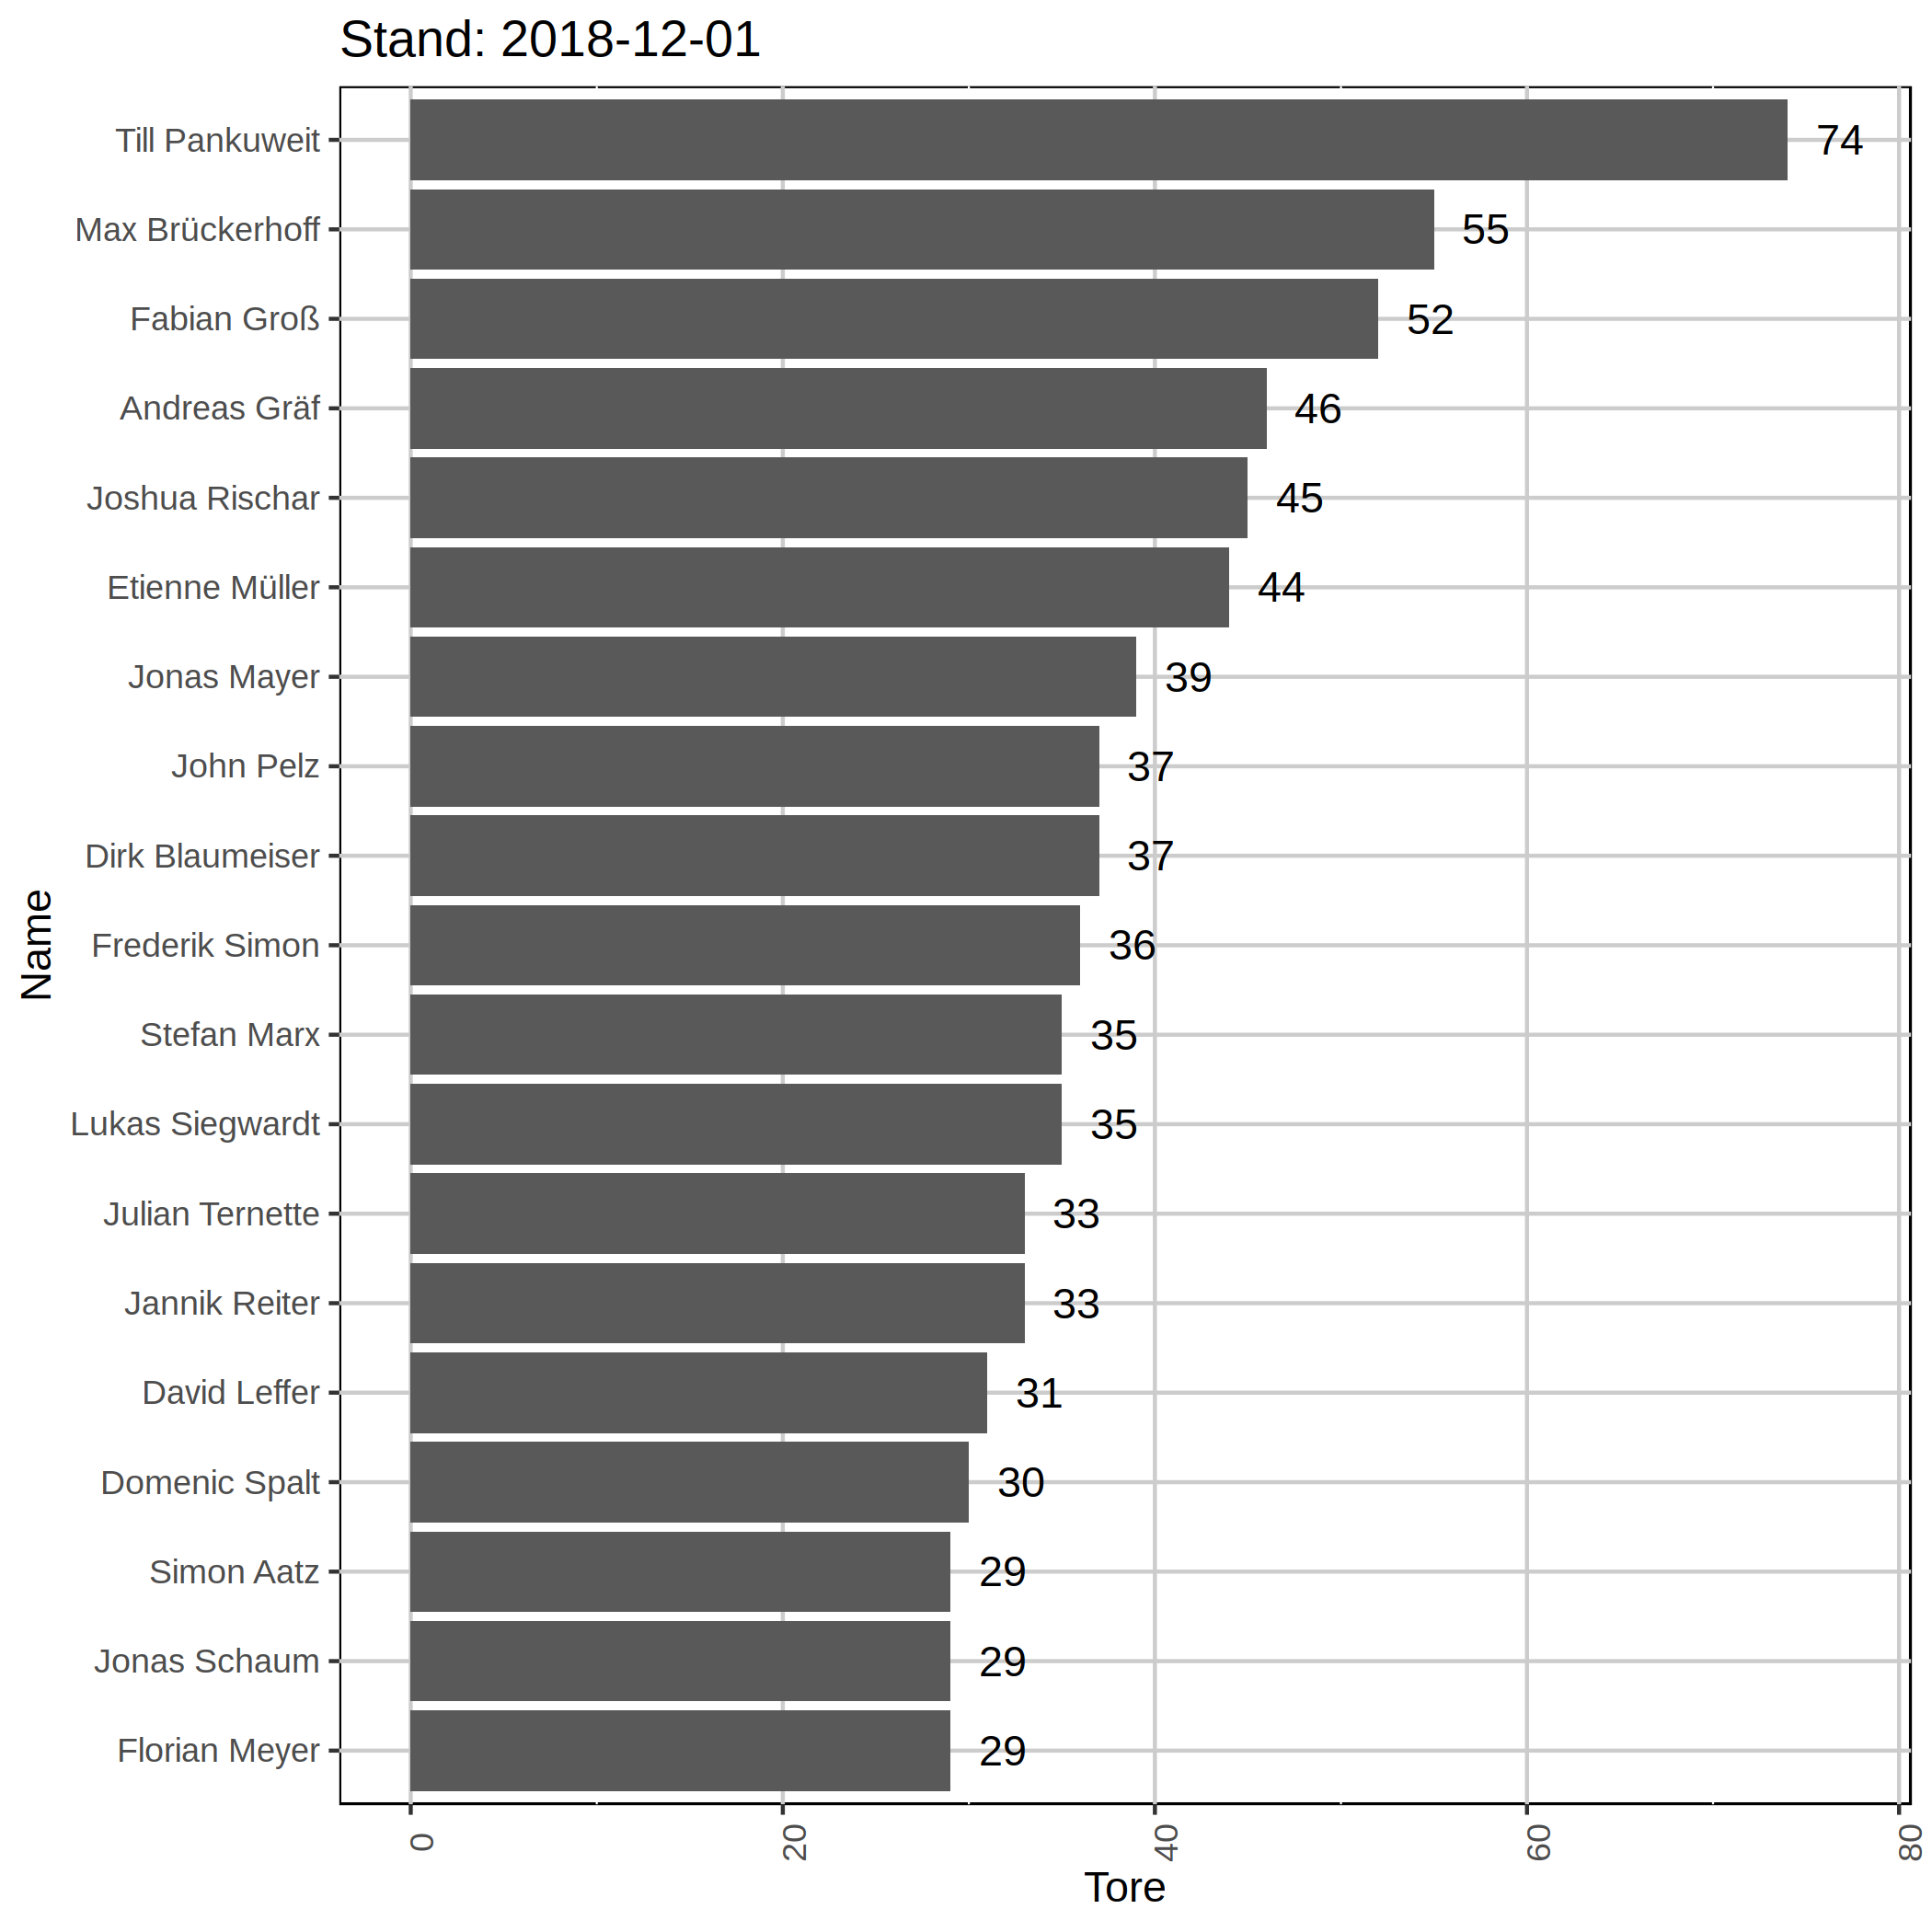 Stand: 2018-12-01
Till Pankuweit 74
Max Brückerhoff 55
Fabian Groß 52
Andreas Gräf 46
Joshua Rischar 45
Etienne Müller 44
Jonas Mayer 39
John Pelz 37
Dirk Blaumeiser 37
Frederik Simon 36
Stefan Marx 35
Lukas Siegwardt 35
Julian Ternette 33
Jannik Reiter 33
David Leffer 31
Domenic Spalt 30
Simon Aatz 29
Jonas Schaum 29
Florian Meyer 29
Name
0 20 40 60 80
Tore